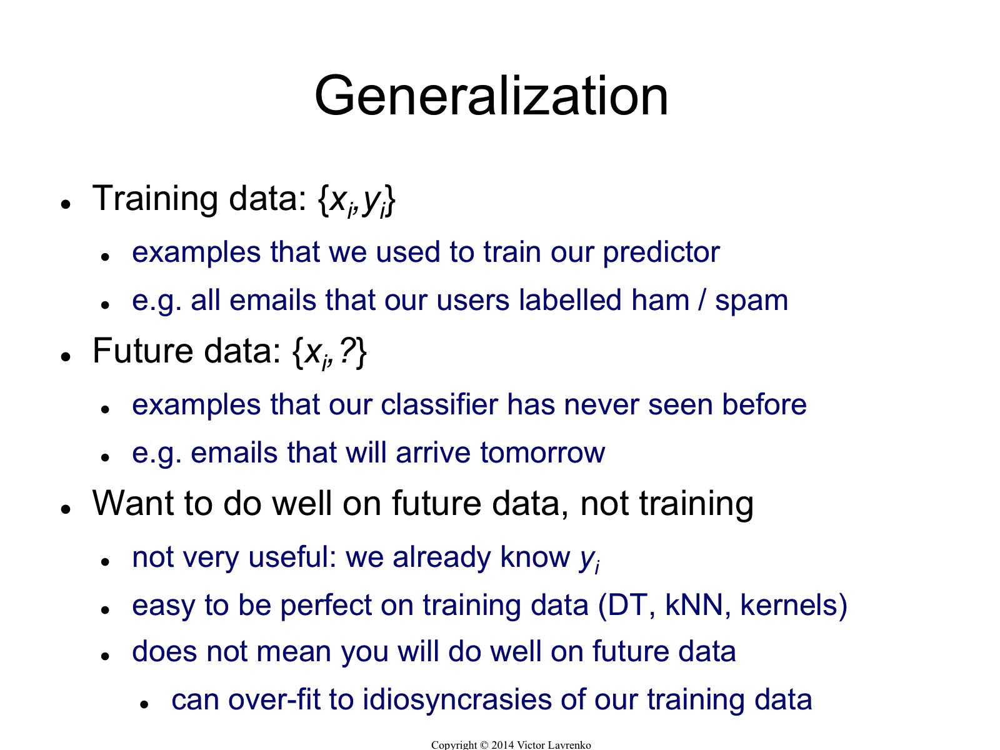 Generalization
● Training data: {xi,yi}
● examples that we used to train our predictor
● e.g. all emails that our users labelled ham / spam
● Future data: {xi,?}
● examples that our classifier has never seen before
● e.g. emails that will arrive tomorrow
● Want to do well on future data, not training
● not very useful: we already know yi
● easy to be perfect on training data (DT, kNN, kernels)
● does not mean you will do well on future data
● can over-fit to idiosyncrasies of our training data
Copyright © 2014 Victor Lavrenko